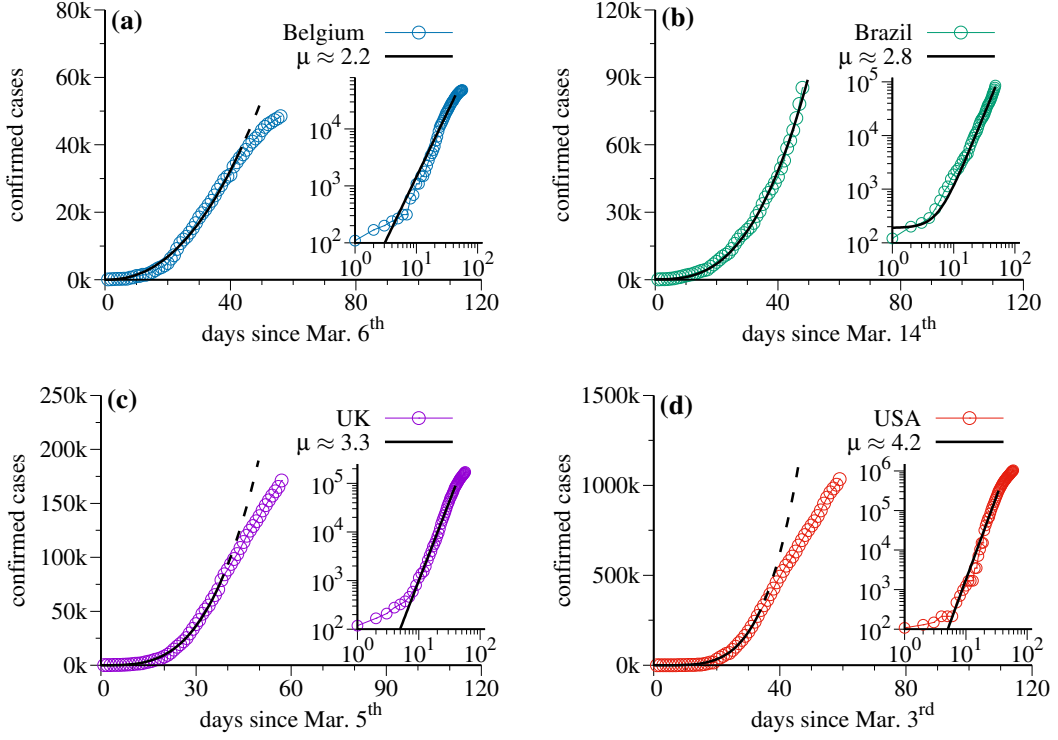 (a)
Belgium
μ ≈ 2.2
confirmed cases
80k
60k
40k
20k
0k
0 40 80 120
days since Mar. 6th
10^4
10^3
10^2
10^0 10^1 10^2
(b)
Brazil
μ ≈ 2.8
confirmed cases
120k
90k
60k
30k
0k
0 40 80 120
days since Mar. 14th
10^5
10^4
10^3
10^2
10^0 10^1 10^2
(c)
UK
μ ≈ 3.3
confirmed cases
250k
200k
150k
100k
50k
0k
0 30 60 90 120
days since Mar. 5th
10^5
10^4
10^3
10^2
10^0 10^1 10^2
(d)
USA
μ ≈ 4.2
confirmed cases
1500k
1000k
500k
0k
0 40 80 120
days since Mar. 3rd
10^6
10^5
10^4
10^3
10^2
10^0 10^1 10^2